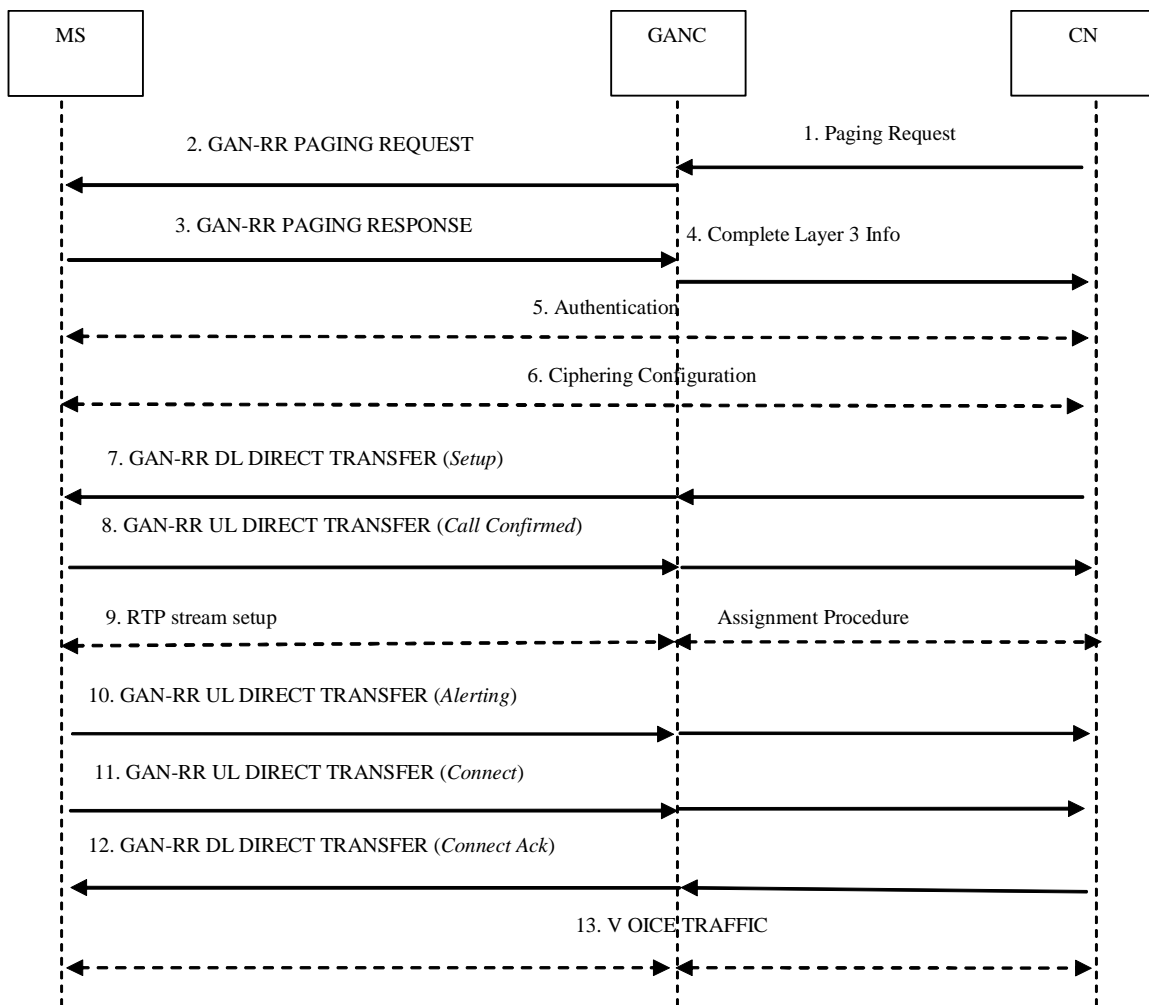 MS
GANC
CN
1. Paging Request
2. GAN-RR PAGING REQUEST
3. GAN-RR PAGING RESPONSE
4. Complete Layer 3 Info
5. Authentication
6. Ciphering Configuration
7. GAN-RR DL DIRECT TRANSFER (Setup)
8. GAN-RR UL DIRECT TRANSFER (Call Confirmed)
9. RTP stream setup
Assignment Procedure
10. GAN-RR UL DIRECT TRANSFER (Alerting)
11. GAN-RR UL DIRECT TRANSFER (Connect)
12. GAN-RR DL DIRECT TRANSFER (Connect Ack)
13. V OICE TRAFFIC